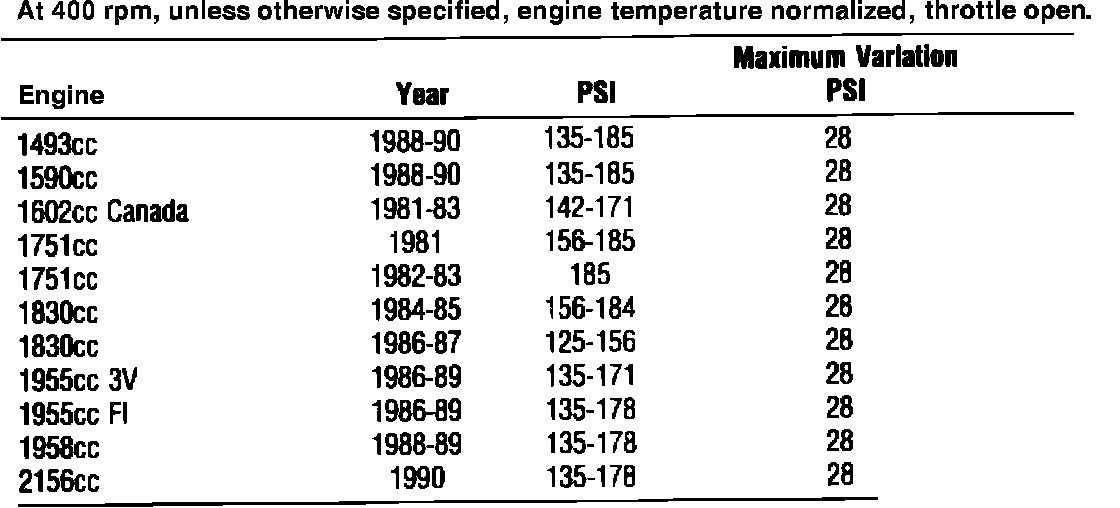 At 400 rpm, unless otherwise specified, engine temperature normalized, throttle open.
Maximum Variation
Engine Year PSI PSI
1493cc 1988-90 135-185 28
1590cc 1988-90 135-185 28
1602cc Canada 1981-83 142-171 28
1751cc 1981 156-185 28
1751cc 1982-83 185 28
1830cc 1984-85 156-184 28
1830cc 1986-87 125-156 28
1955cc 3V 1986-89 135-171 28
1955cc FI 1986-89 135-178 28
1958cc 1988-89 135-178 28
2156cc 1990 135-178 28